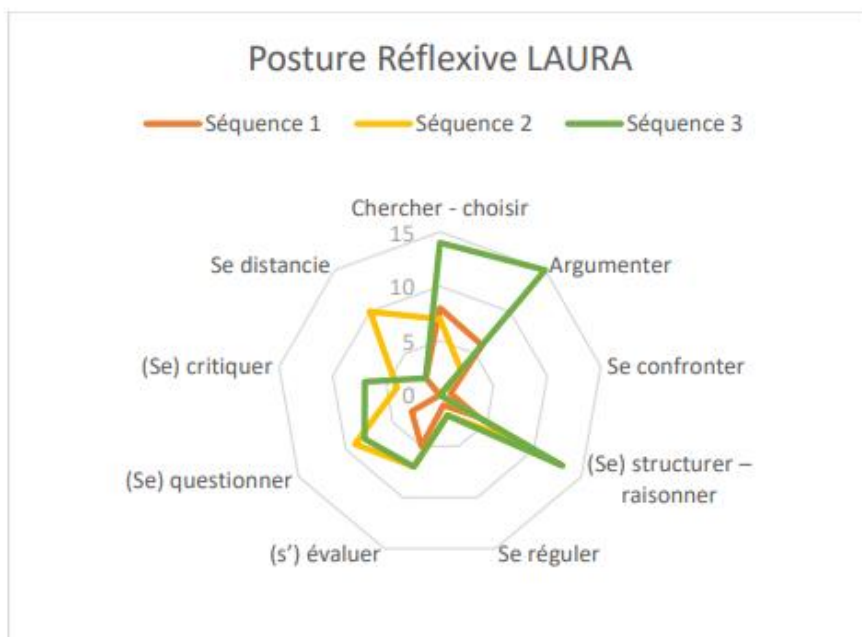 Posture Réflexive LAURA
Séquence 1 Séquence 2 Séquence 3
Chercher - choisir
15
Se distancie
Argumenter
10
5
(Se) critiquer
Se confronter
0
(Se) questionner
(Se) structurer –
raisonner
(s’) évaluer
Se réguler